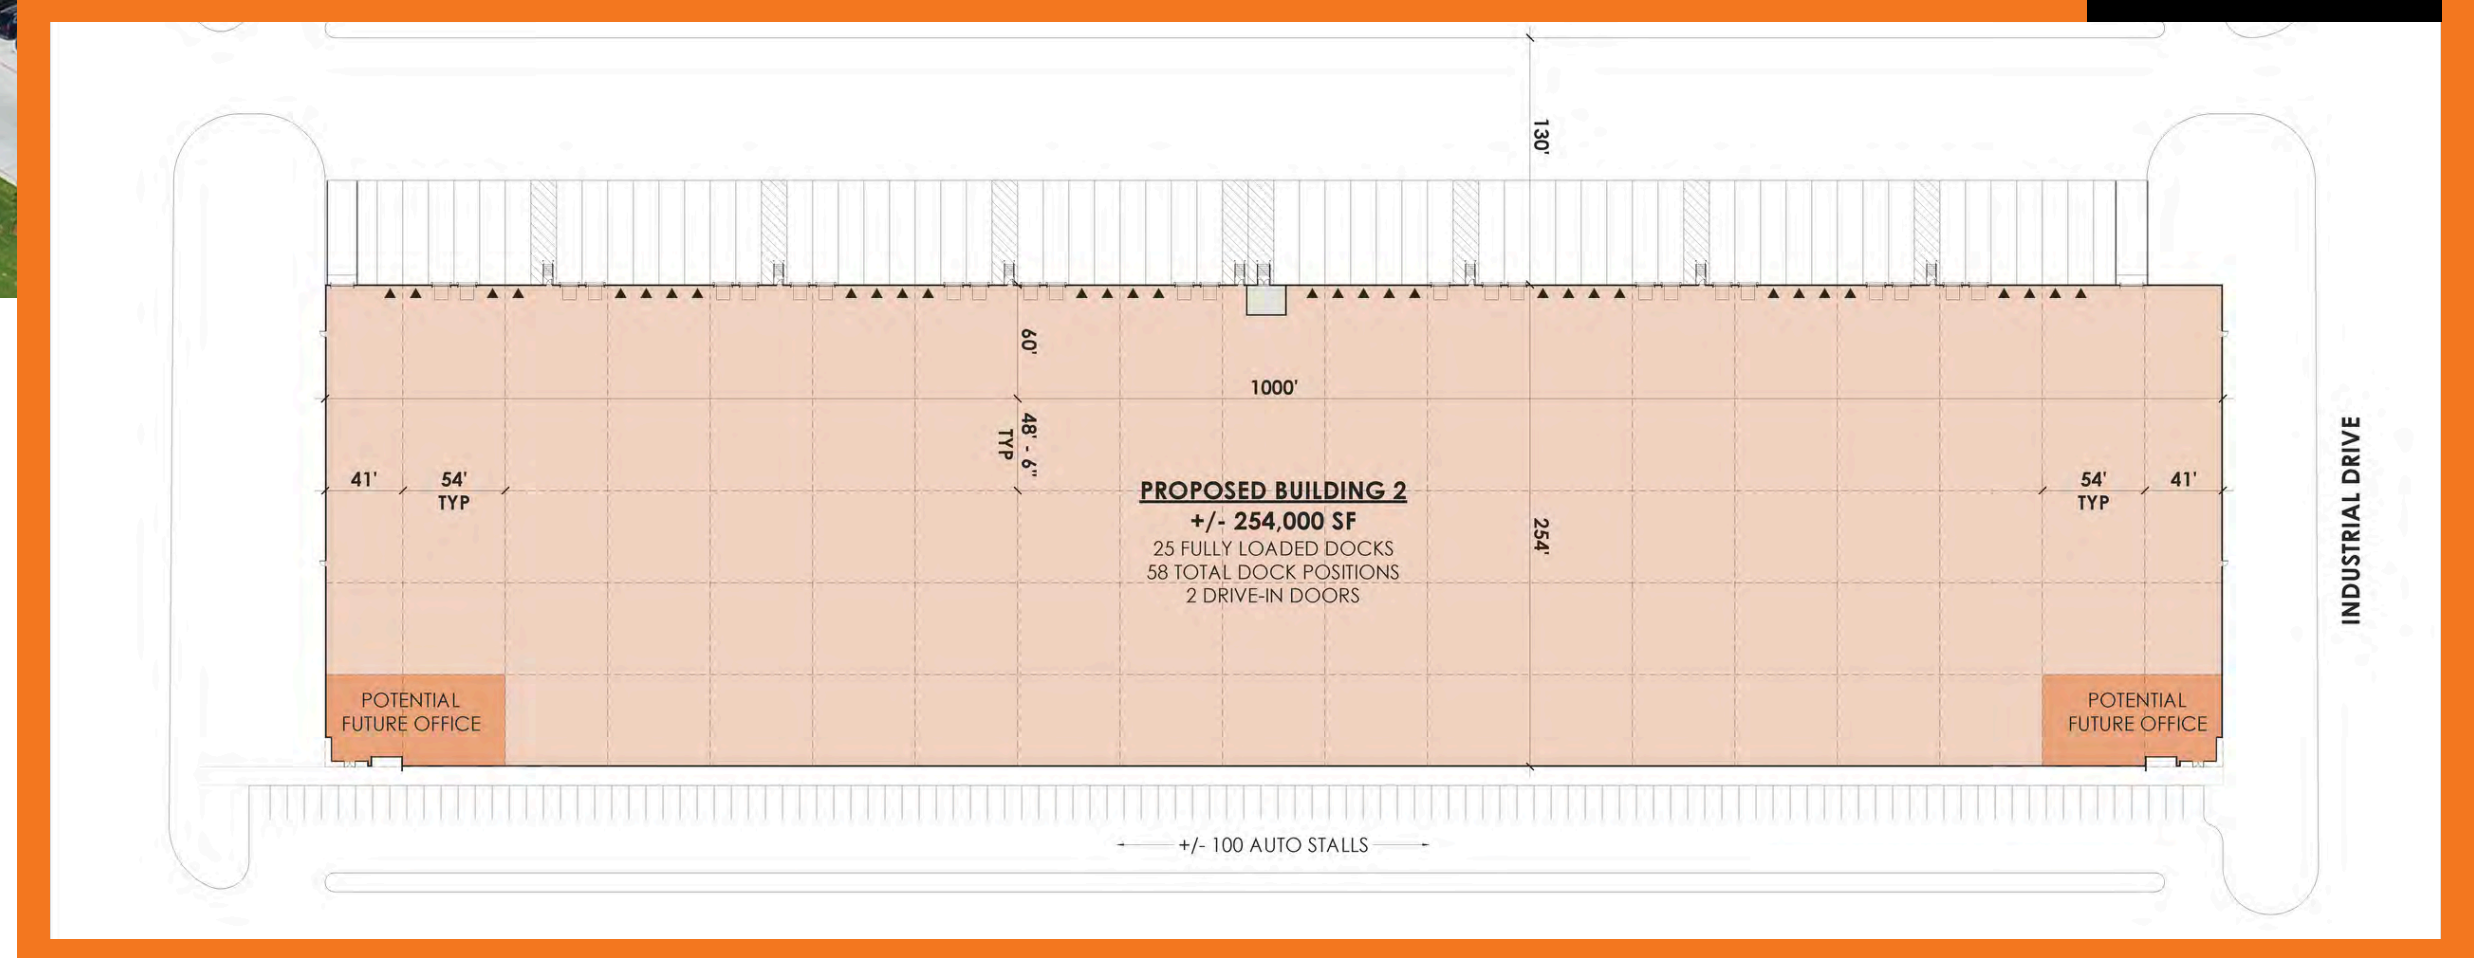 130'
60'
1000'
48' - 6"
TYP
41'
54'
TYP
PROPOSED BUILDING 2
+/- 254,000 SF
25 FULLY LOADED DOCKS
58 TOTAL DOCK POSITIONS
2 DRIVE-IN DOORS
254'
54'
TYP
41'
INDUSTRIAL DRIVE
POTENTIAL
FUTURE OFFICE
POTENTIAL
FUTURE OFFICE
+/- 100 AUTO STALLS